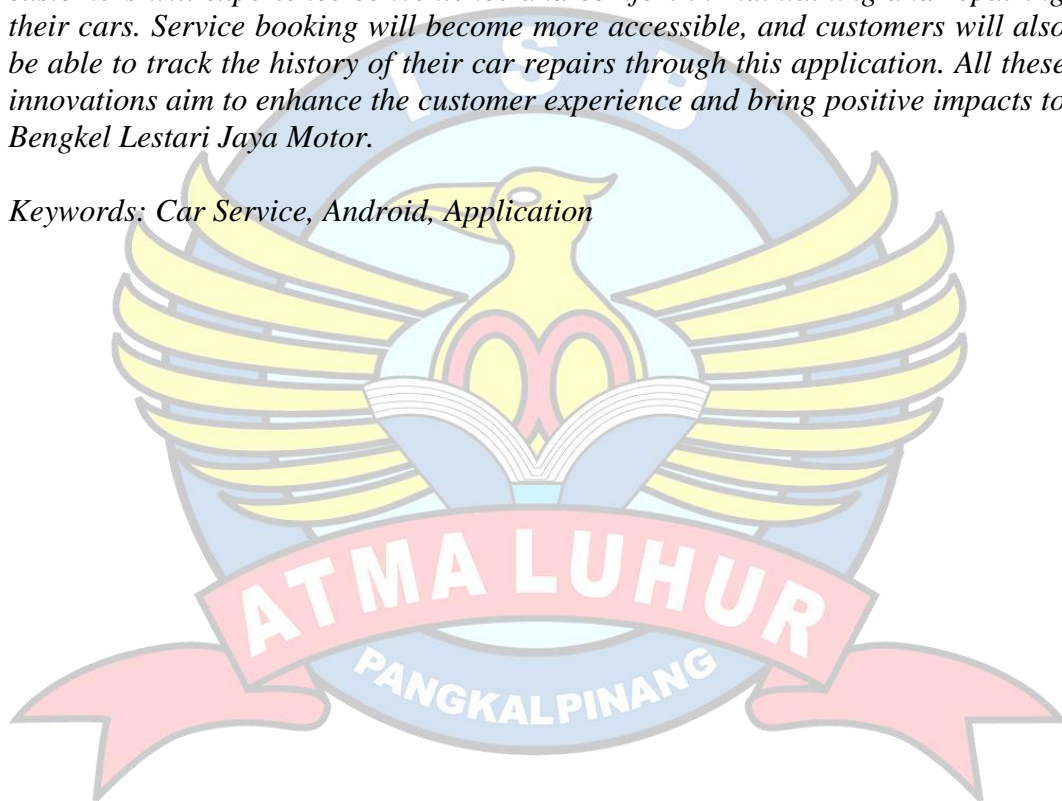 their cars. Service booking will become more accessible, and customers will also
be able to track the history of their car repairs through this application. All these
innovations aim to enhance the customer experience and bring positive impacts to
Bengkel Lestari Jaya Motor.
Keywords: Car Service, Android, Application
I S B
ATMA LUHUR
PANGKALPINANG